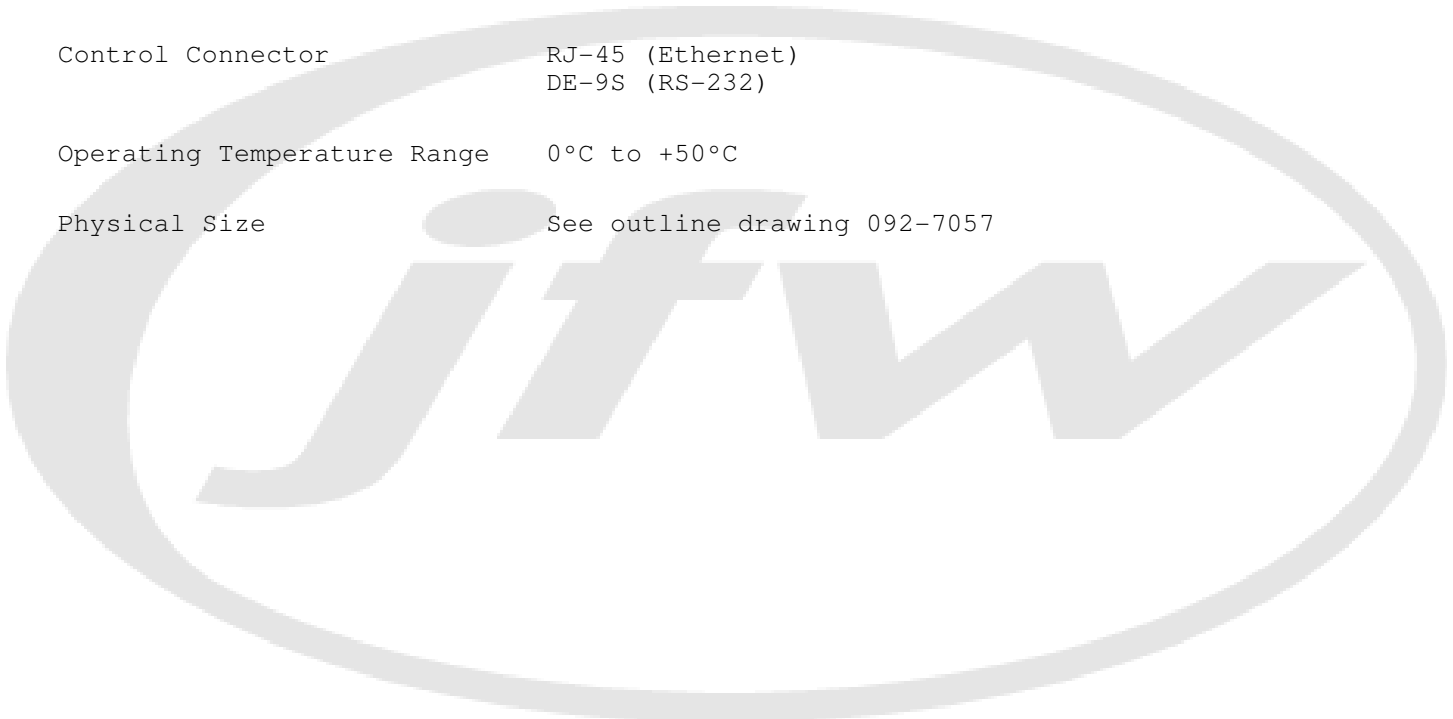 Control Connector RJ-45 (Ethernet)
DE-9S (RS-232)
Operating Temperature Range 0°C to +50°C
Physical Size See outline drawing 092-7057
jfw